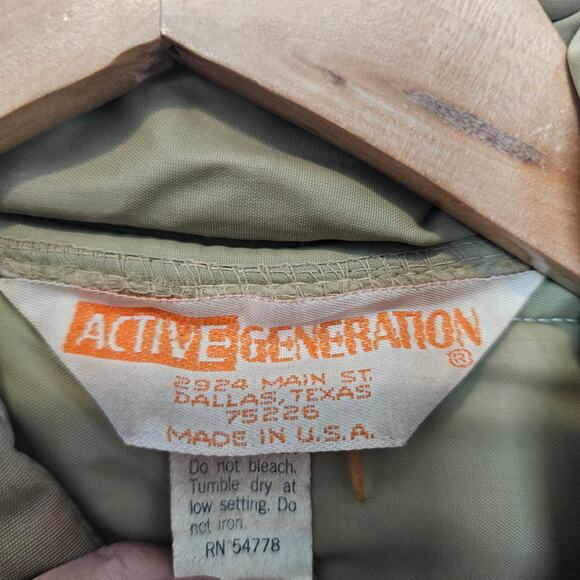 ACTIVE GENERATION®
2924 MAIN ST.
DALLAS, TEXAS
75226
MADE IN U.S.A.
Do not bleach.
Tumble dry at
low setting. Do
not iron.
RN 54778